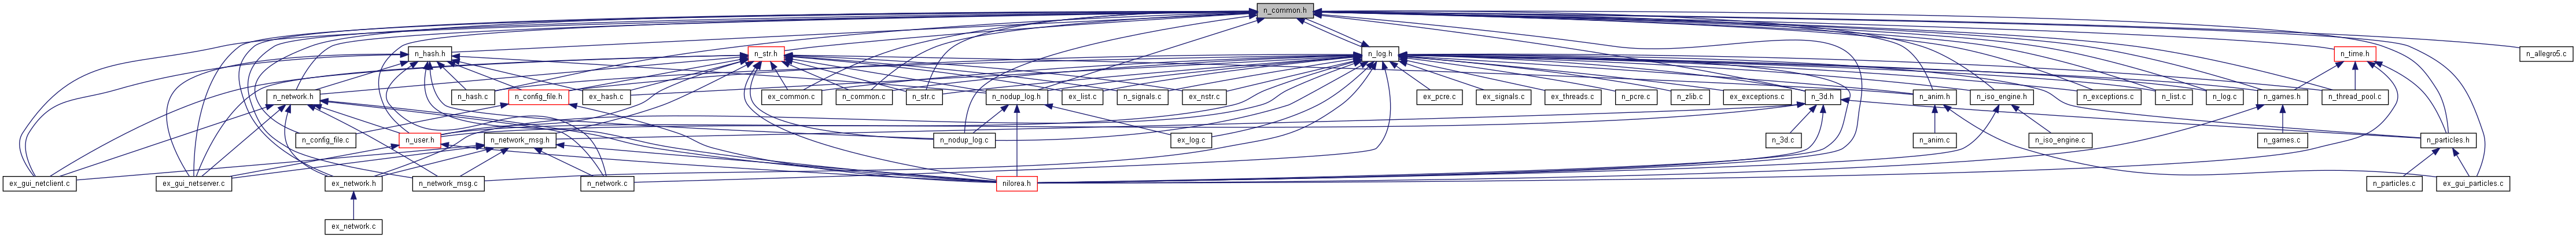 n_common.h
n_hash.h
n_str.h
n_log.h
n_time.h
n_allegro5.c
n_network.h
n_hash.c
n_config_file.h
ex_hash.c
ex_common.c
n_common.c
n_str.c
n_nodup_log.h
ex_list.c
n_signals.c
ex_nstr.c
ex_pcre.c
ex_signals.c
ex_threads.c
n_pcre.c
n_zlib.c
ex_exceptions.c
n_3d.h
n_anim.h
n_iso_engine.h
n_exceptions.c
n_list.c
n_log.c
n_games.h
n_thread_pool.c
n_config_file.c
n_user.h
n_network_msg.h
n_nodup_log.c
ex_log.c
n_3d.c
n_anim.c
n_iso_engine.c
n_games.c
n_particles.h
ex_gui_netclient.c
ex_gui_netserver.c
ex_network.h
n_network_msg.c
n_network.c
nilorea.h
n_particles.c
ex_gui_particles.c
ex_network.c